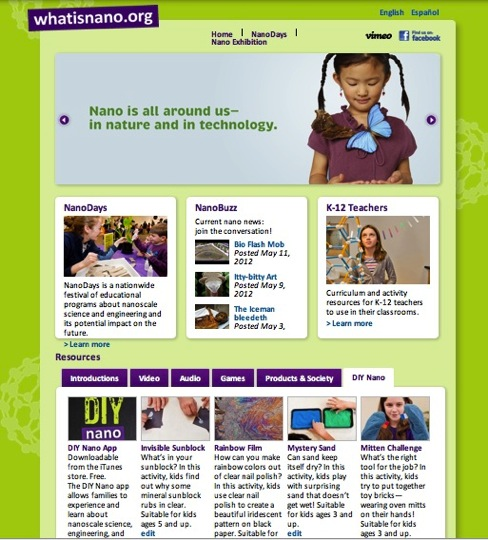 whatisnano.org
English Español
Home | NanoDays |
Nano Exhibition
vimeo
Find us on
facebook
Nano is all around us—
in nature and in technology.
NanoDays
NanoDays is a nationwide
festival of educational
programs about nanoscale
science and engineering and
its potential impact on the
future.
> Learn more
NanoBuzz
Current nano news:
join the conversation!
Bio Flash Mob
Posted May 11,
2012
Itty-bitty Art
Posted May 9,
2012
The Iceman
bleedeth
Posted May 3,
K-12 Teachers
Curriculum and activity
resources for K-12 teachers
to use in their classrooms.
> Learn more
Resources
Introductions Video Audio Games Products & Society DIY Nano
DIY
nano
DIY Nano App
Downloadable
from the iTunes
store. Free.
The DIY Nano app
allows families to
experience and
learn about
nanoscale science,
engineering, and
Invisible Sunblock
What's in your
sunblock? In this
activity, kids find
out why some
mineral sunblock
rubs in clear.
Suitable for kids
ages 5 and up.
edit
Rainbow Film
How can you make
rainbow colors out
of clear nail polish?
In this activity, kids
use clear nail
polish to create a
beautiful iridescent
pattern on black
paper. Suitable for
Mystery Sand
Can sand keep
itself dry? In this
activity, kids play
with surprising
sand that doesn't
get wet! Suitable
for kids ages 3 and
up.
edit
Mitten Challenge
What's the right
tool for the job? In
this activity, kids
try to put together
toy bricks—
wearing oven mitts
on their hands!
Suitable for kids
ages 3 and up.